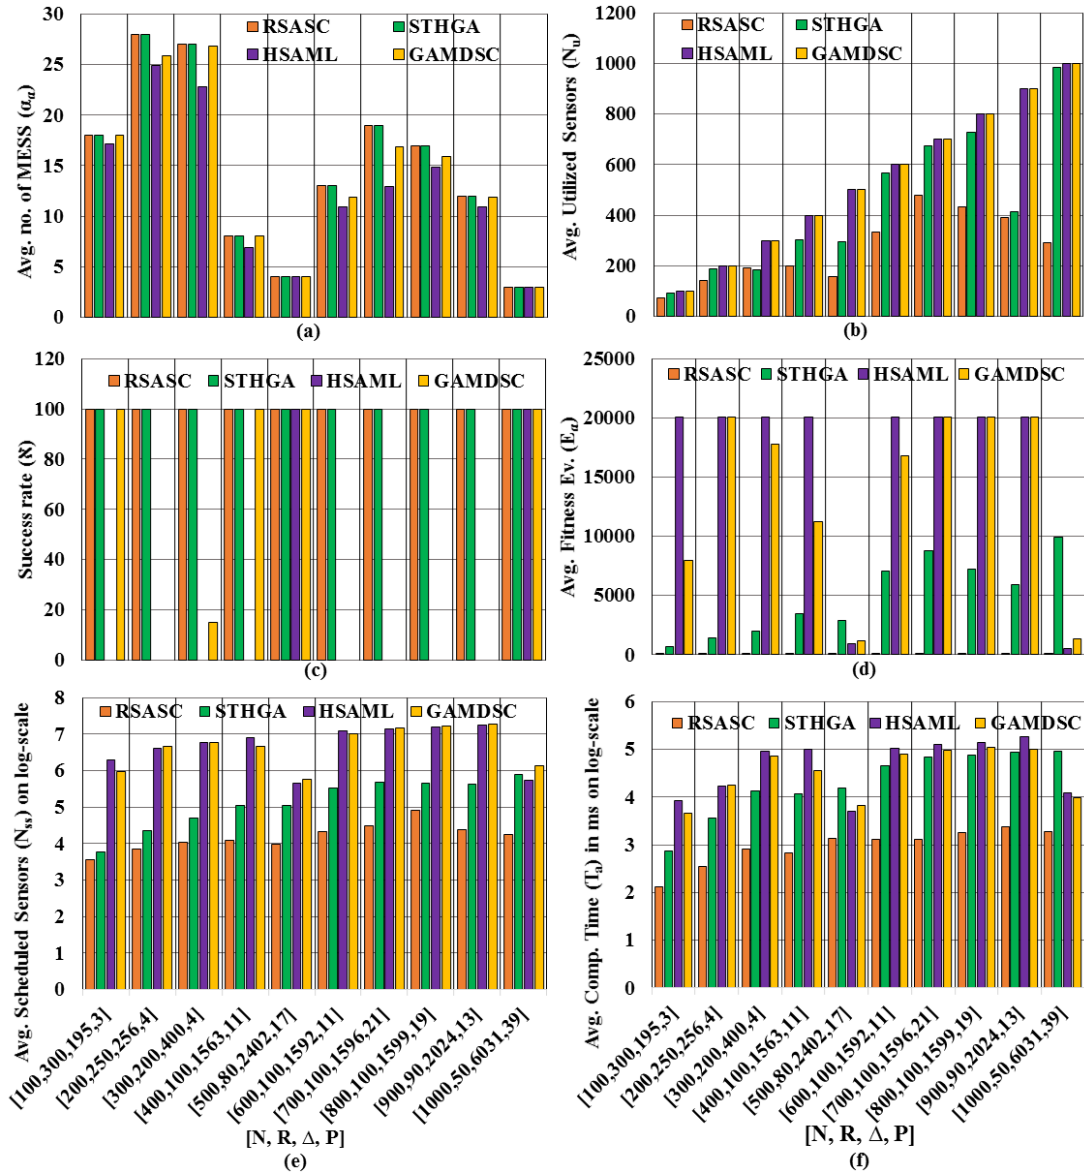 30
25
20
15
10
5
0
Avg. no. of MESS (α_a)
RSASC STHGA
HSAML GAMDSC
(a)
1200
1000
800
600
400
200
0
Avg. Utilized Sensors (N_u)
RSASC STHGA
HSAML GAMDSC
(b)
120
100
80
60
40
20
0
Success rate (ℵ)
RSASC STHGA HSAML GAMDSC
(c)
25000
20000
15000
10000
5000
0
Avg. Fitness Ev. (E_a)
RSASC STHGA HSAML GAMDSC
(d)
8
7
6
5
4
3
2
1
0
Avg. Scheduled Sensors (N_ss) on log-scale
RSASC STHGA HSAML GAMDSC
[100,300,195,3]
[200,250,256,4]
[300,200,400,4]
[400,100,1563,11]
[500,80,2402,17]
[600,100,1592,11]
[700,100,1596,21]
[800,100,1599,19]
[900,90,2024,13]
[1000,50,6031,39]
[N, R, Δ, P]
(e)
6
5
4
3
2
1
0
Avg. Comp. Time (T_a) in ms on log-scale
RSASC STHGA HSAML GAMDSC
[100,300,195,3]
[200,250,256,4]
[300,200,400,4]
[400,100,1563,11]
[500,80,2402,17]
[600,100,1592,11]
[700,100,1596,21]
[800,100,1599,19]
[900,90,2024,13]
[1000,50,6031,39]
[N, R, Δ, P]
(f)